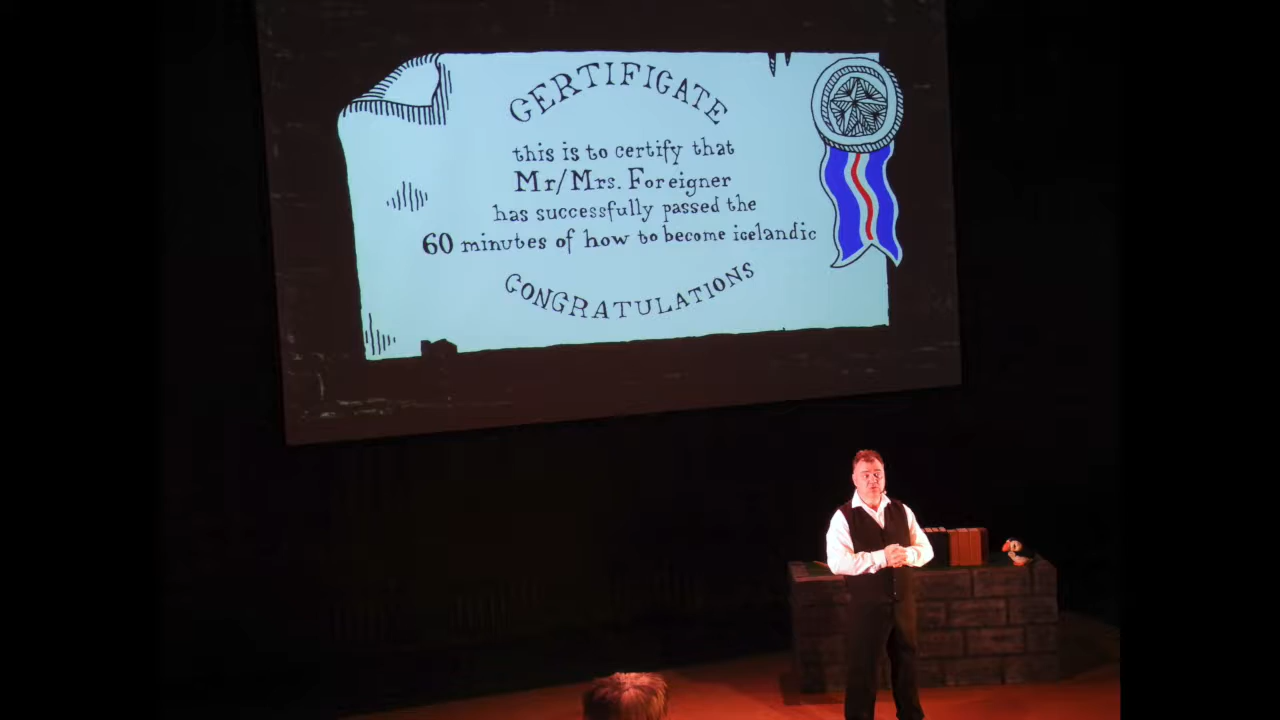 CERTIFICATE
this is to certify that
Mr/Mrs. Foreigner
has successfully passed the
60 minutes of how to become icelandic
CONGRATULATIONS